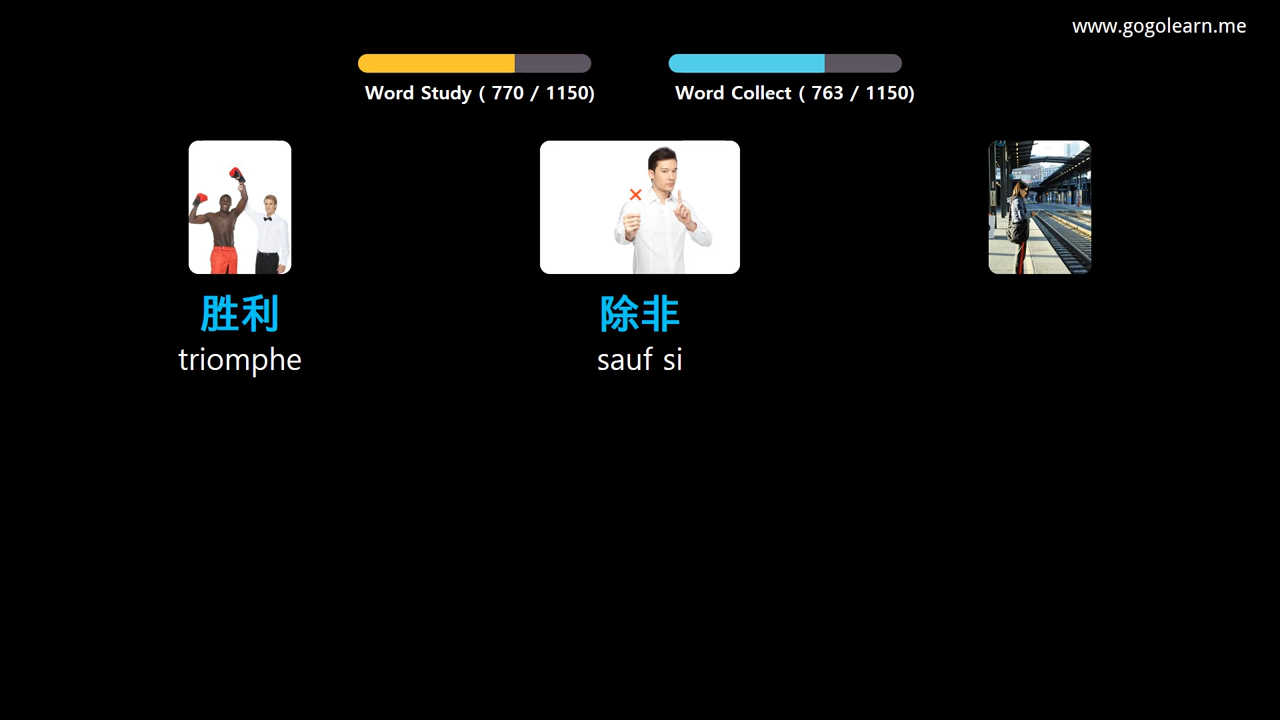 www.gogolearn.me
Word Study ( 770 / 1150)
Word Collect ( 763 / 1150)
胜利
triomphe
除非
sauf si